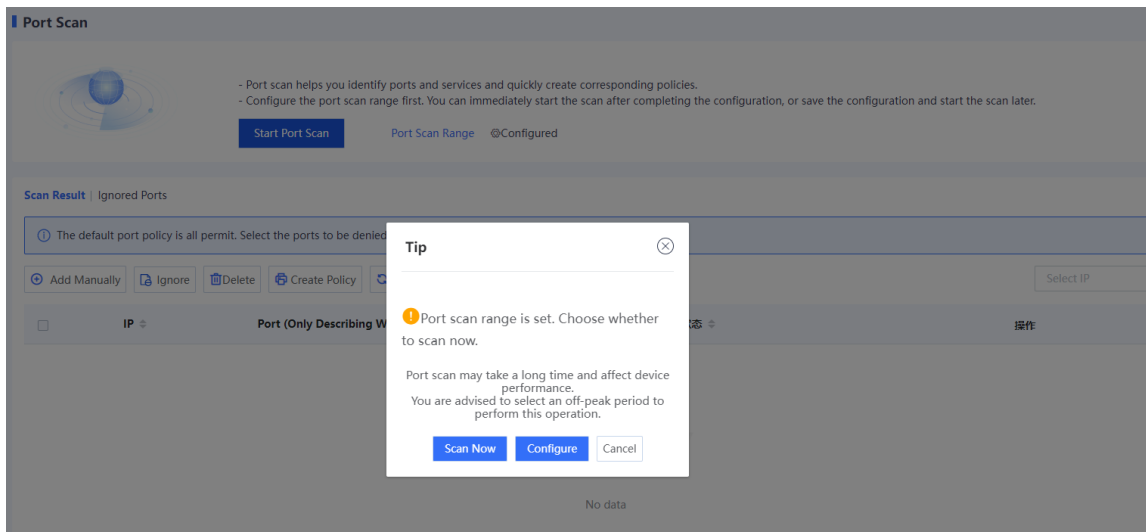 Port Scan
- Port scan helps you identify ports and services and quickly create corresponding policies.
- Configure the port scan range first. You can immediately start the scan after completing the configuration, or save the configuration and start the scan later.
Start Port Scan Port Scan Range Configured
Scan Result | Ignored Ports
The default port policy is all permit. Select the ports to be denied
Add Manually Ignore Delete Create Policy Select IP
IP Port (Only Describing W 态 操作
Tip
Port scan range is set. Choose whether
to scan now.
Port scan may take a long time and affect device
performance.
You are advised to select an off-peak period to
perform this operation.
Scan Now Configure Cancel
No data